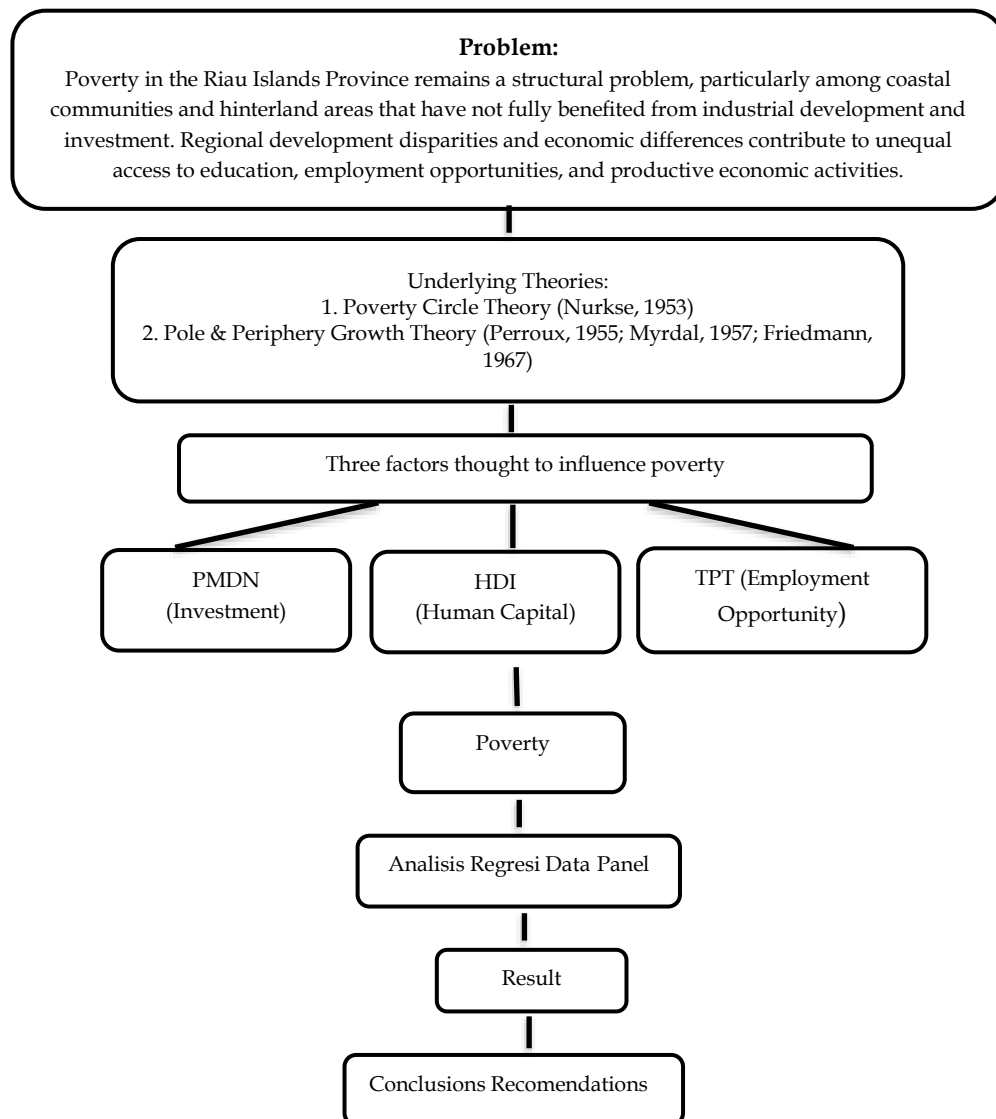 Problem:
Poverty in the Riau Islands Province remains a structural problem, particularly among coastal
communities and hinterland areas that have not fully benefited from industrial development and
investment. Regional development disparities and economic differences contribute to unequal
access to education, employment opportunities, and productive economic activities.
Underlying Theories:
1. Poverty Circle Theory (Nurkse, 1953)
2. Pole & Periphery Growth Theory (Perroux, 1955; Myrdal, 1957; Friedmann,
1967)
Three factors thought to influence poverty
PMDN
(Investment)
HDI
(Human Capital)
TPT (Employment
Opportunity)
Poverty
Analisis Regresi Data Panel
Result
Conclusions Recomendations